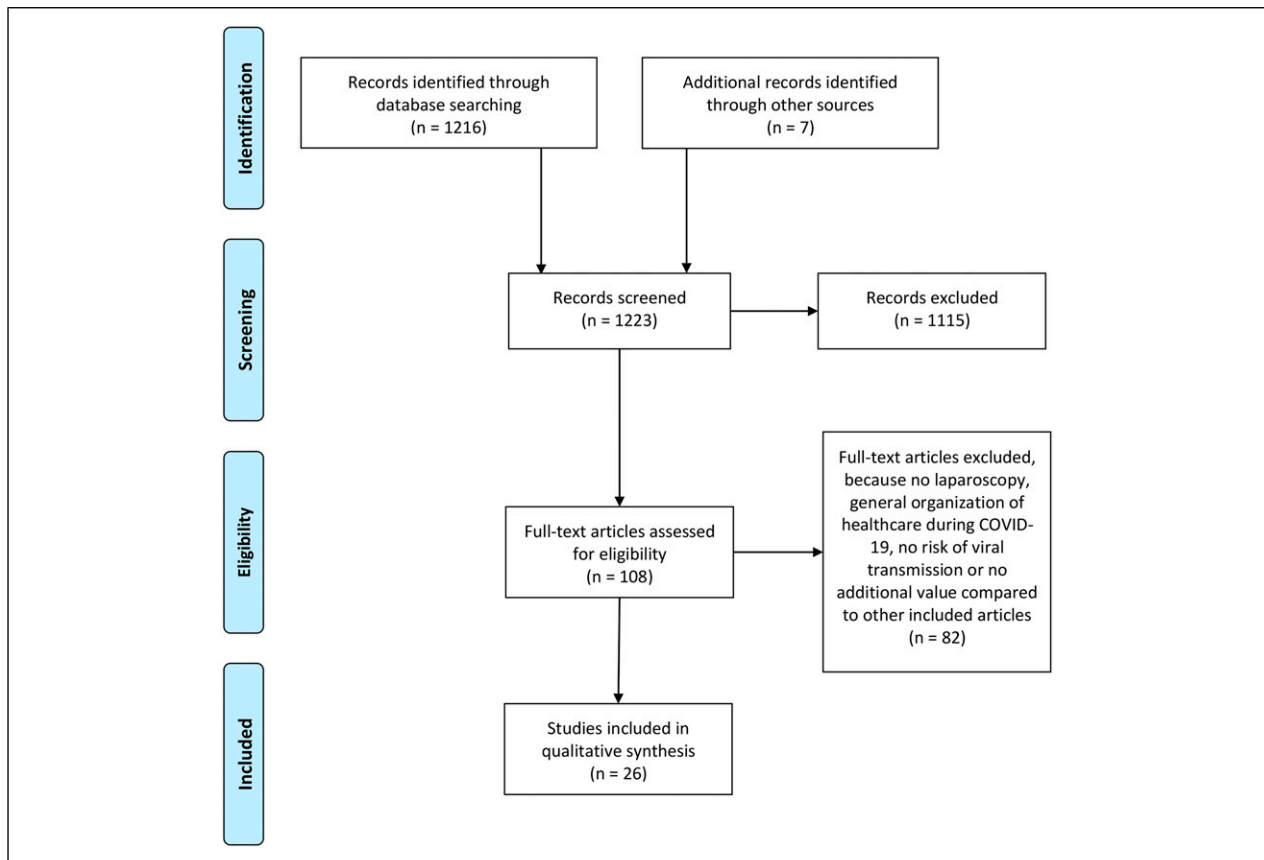 Identification
Records identified through
database searching
(n = 1216)
Additional records identified
through other sources
(n = 7)
Screening
Records screened
(n = 1223)
Records excluded
(n = 1115)
Eligibility
Full-text articles assessed
for eligibility
(n = 108)
Full-text articles excluded,
because no laparoscopy,
general organization of
healthcare during COVID-
19, no risk of viral
transmission or no
additional value compared
to other included articles
(n = 82)
Included
Studies included in
qualitative synthesis
(n = 26)